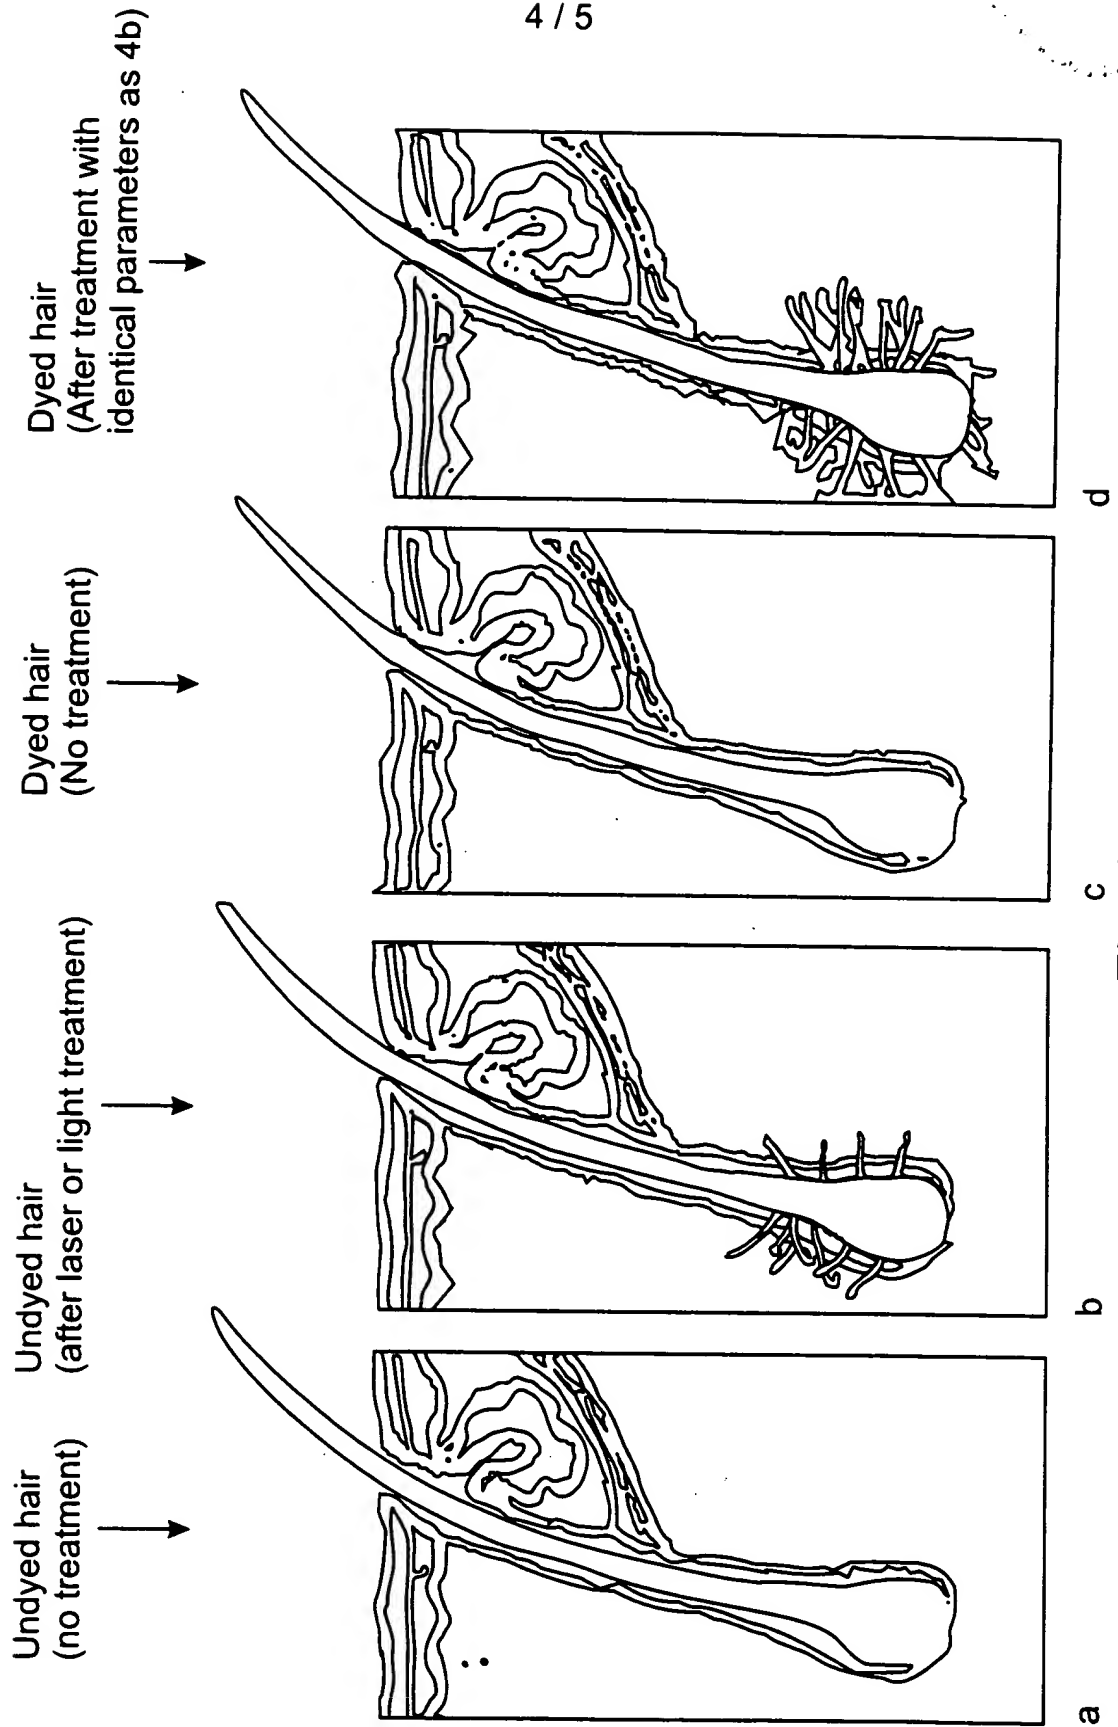 4 / 5
Undyed hair
(no treatment)
Undyed hair
(after laser or light treatment)
Dyed hair
(No treatment)
Dyed hair
(After treatment with
identical parameters as 4b)
a
b
c
d